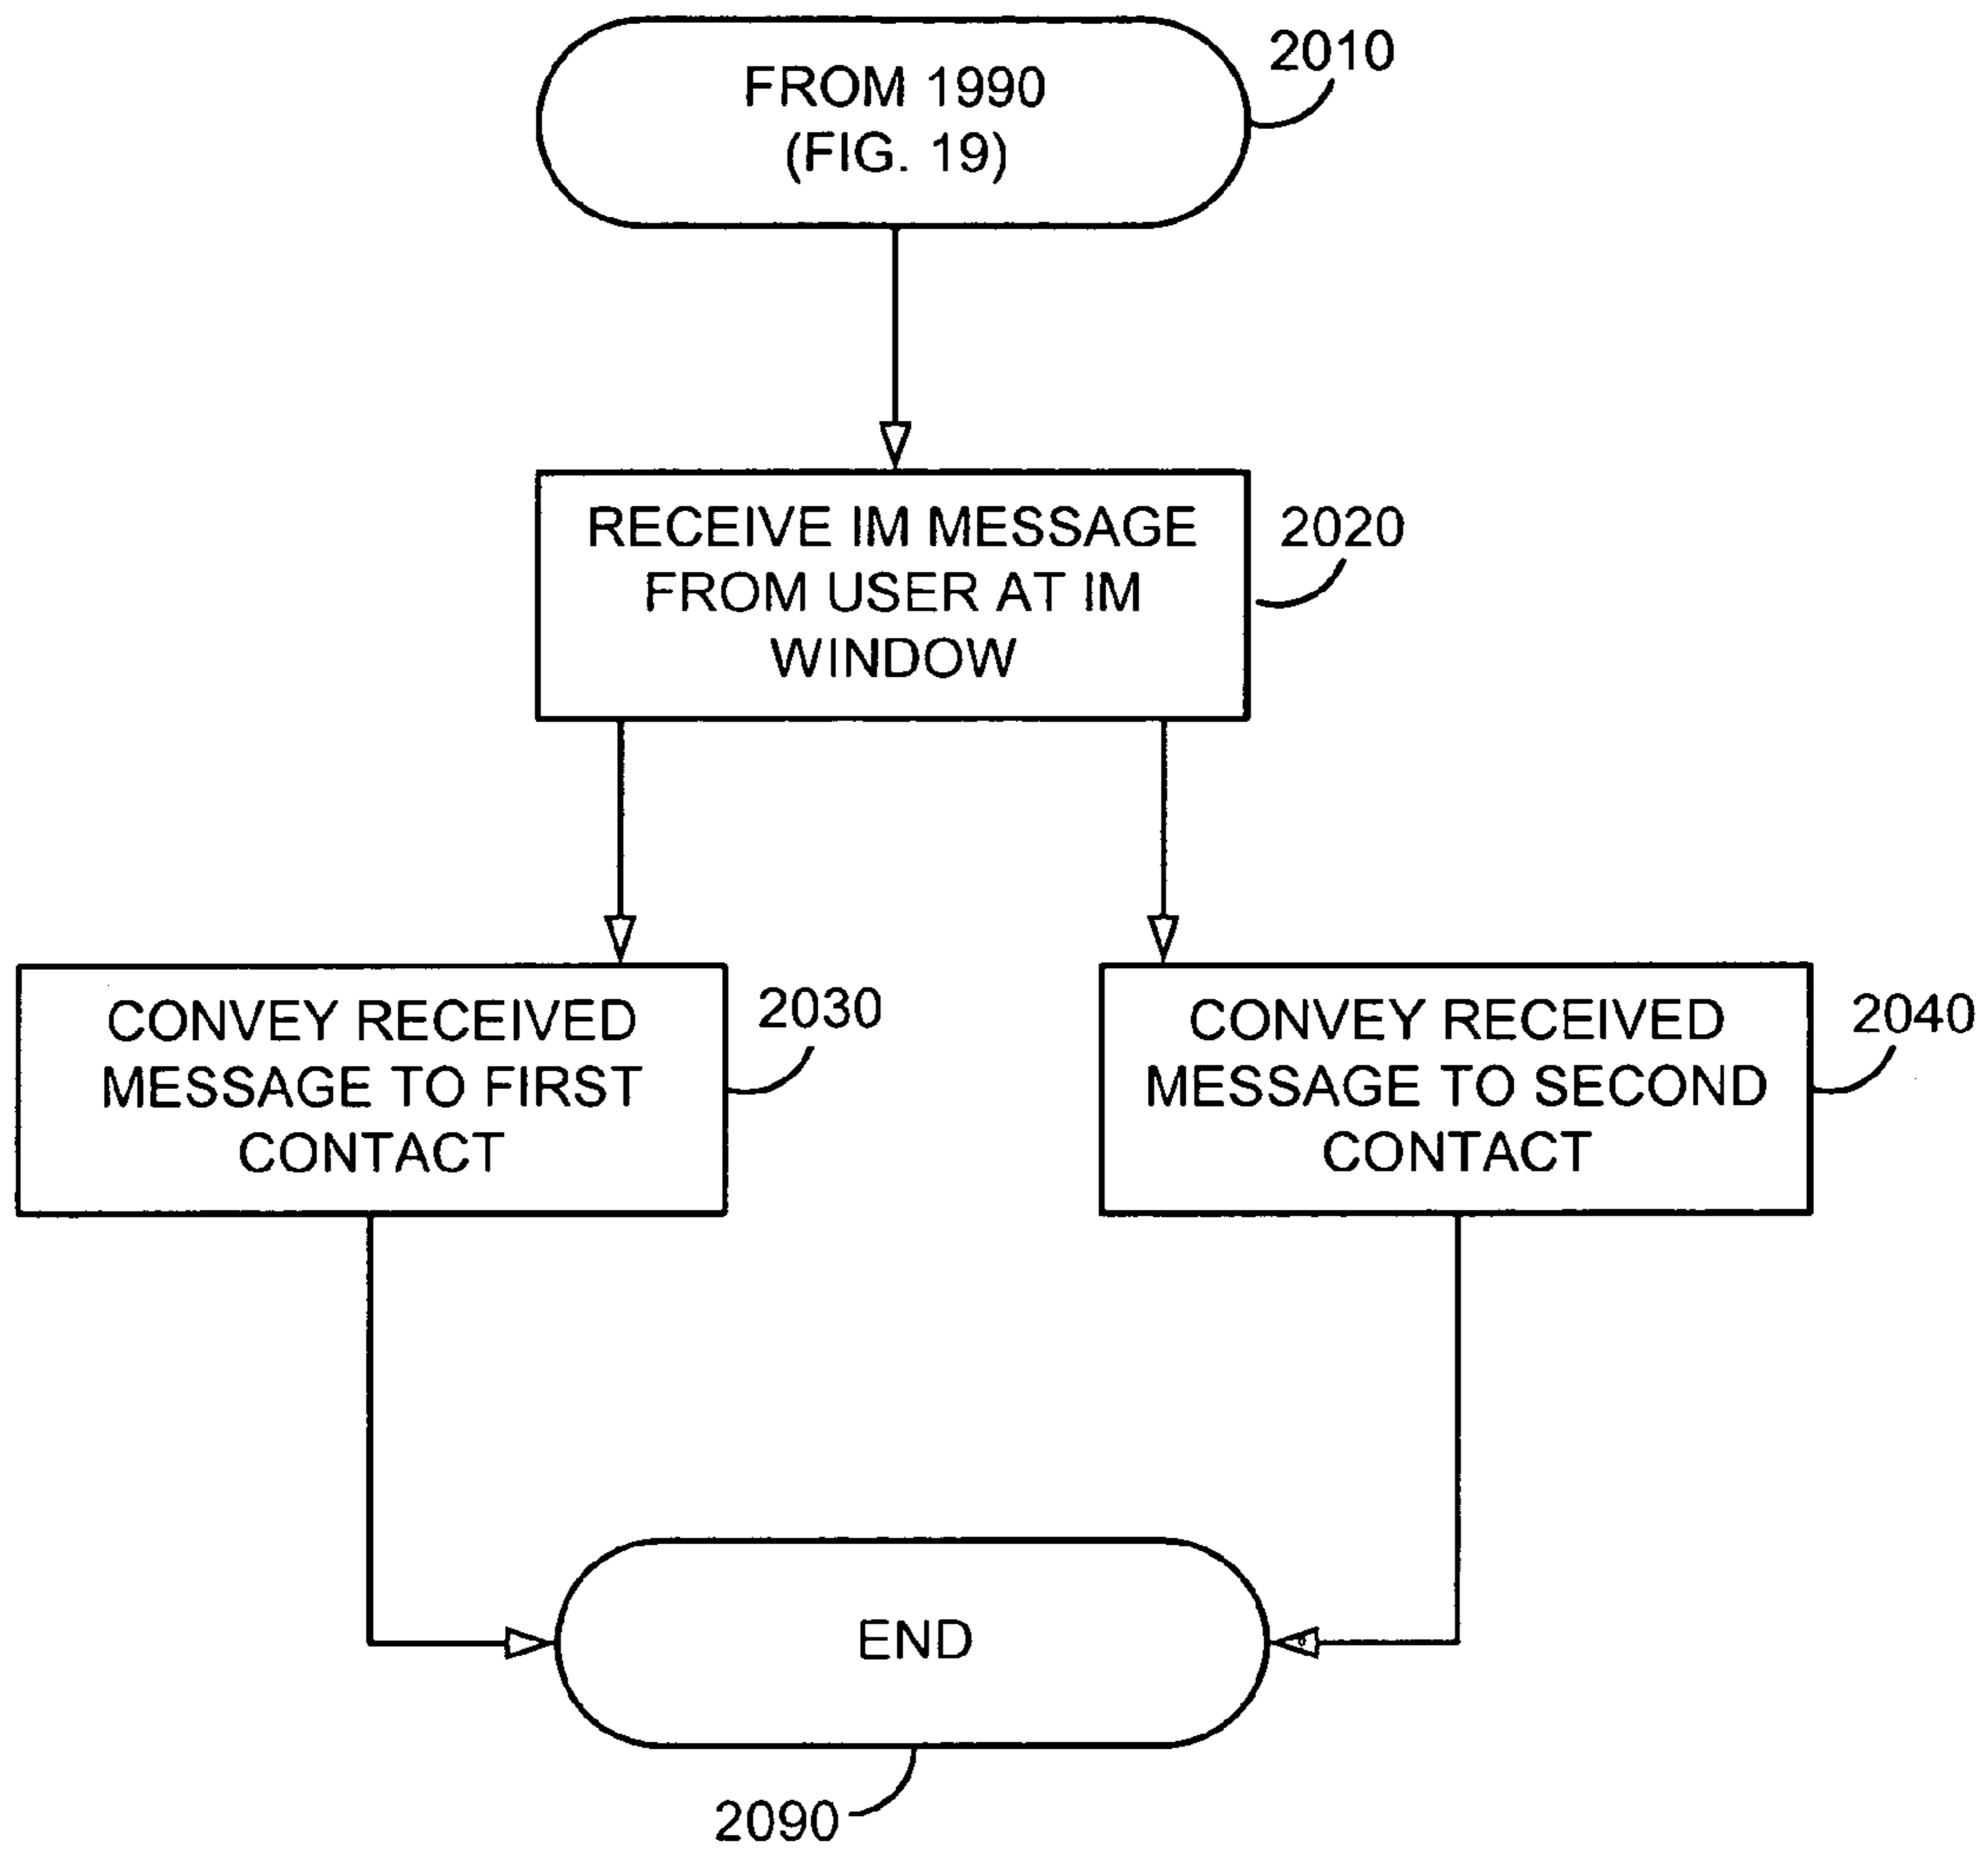 FROM 1990
(FIG. 19)
2010
RECEIVE IM MESSAGE
FROM USER AT IM
WINDOW
2020
CONVEY RECEIVED
MESSAGE TO FIRST
CONTACT
2030
CONVEY RECEIVED
MESSAGE TO SECOND
CONTACT
2040
END
2090